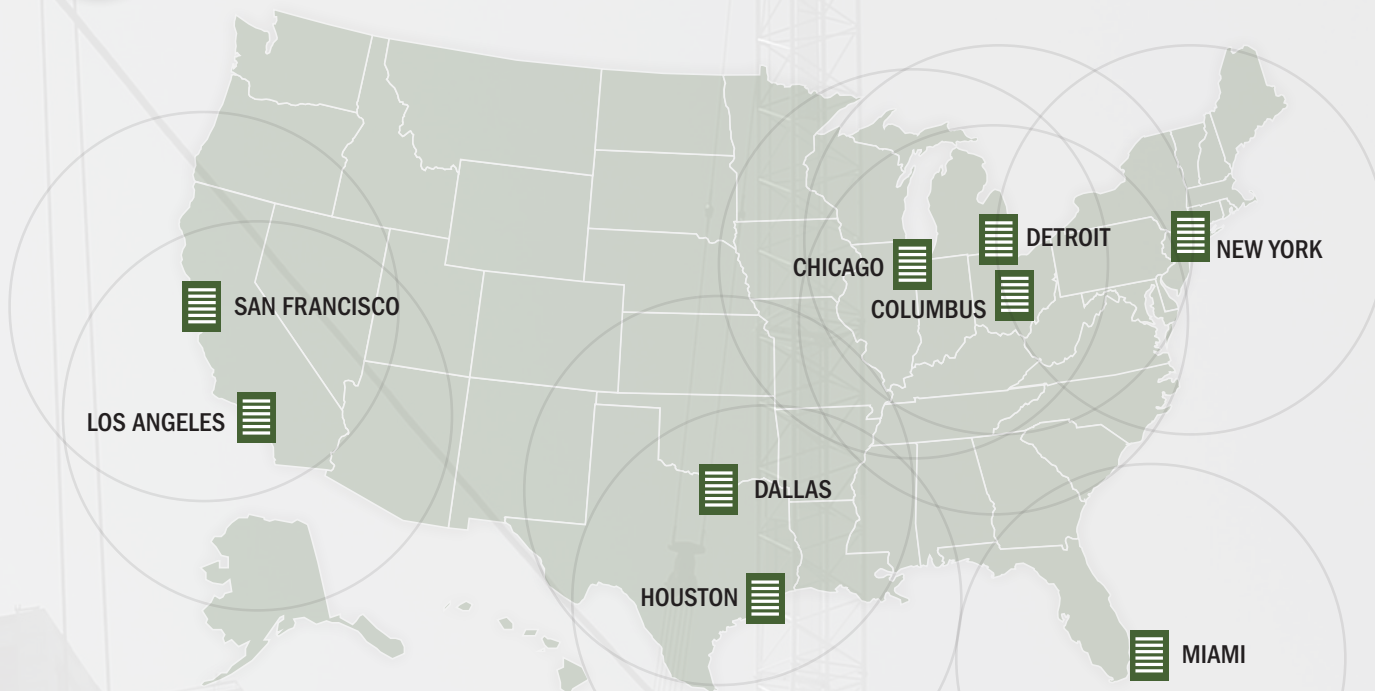 DETROIT
NEW YORK
CHICAGO
COLUMBUS
SAN FRANCISCO
LOS ANGELES
DALLAS
HOUSTON
MIAMI